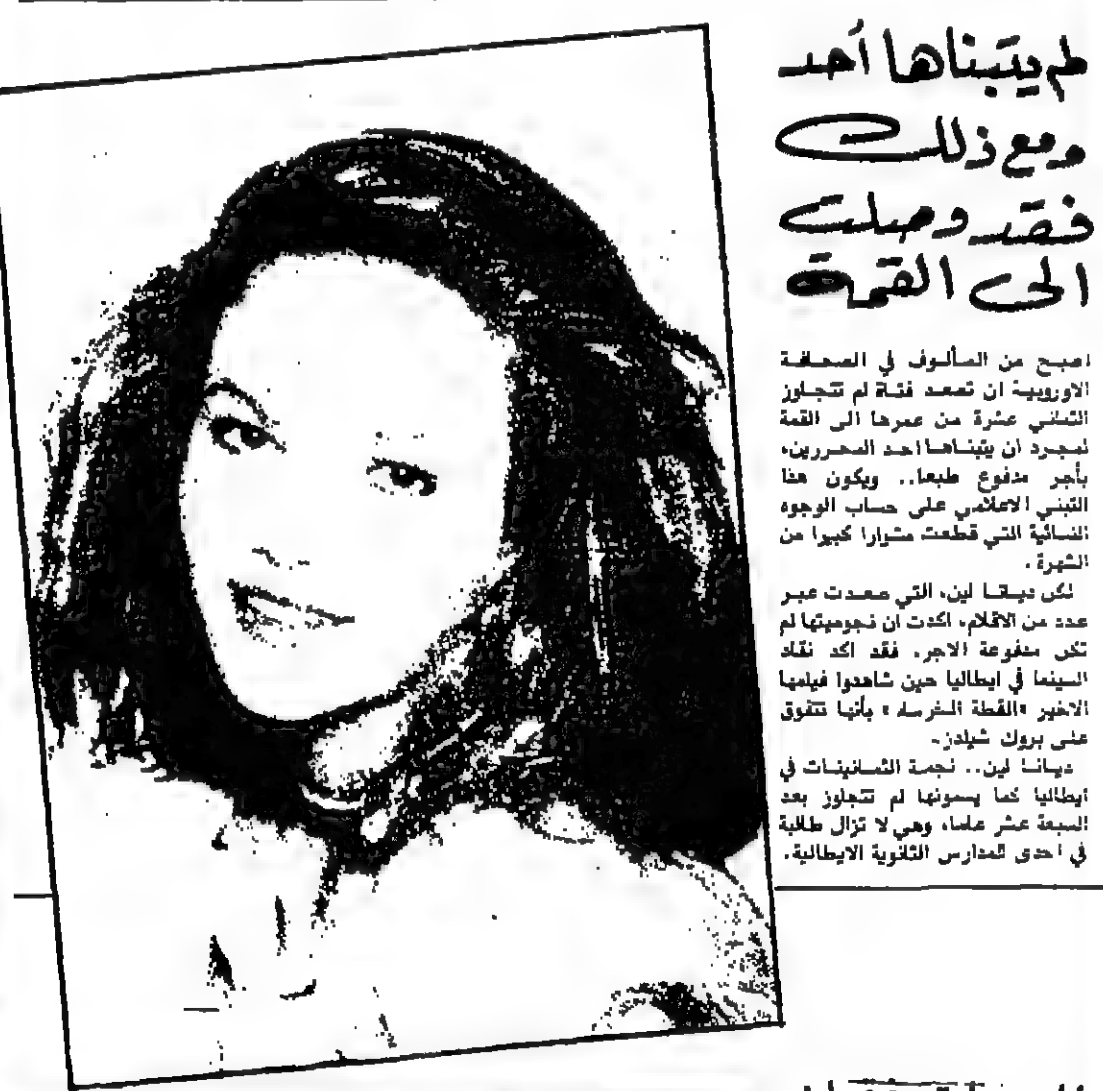 لم يتبناها أحد
ومع ذلك
فقد وصلت
الى القمة
اصبح من المألوف في الصحافة
الاوروبية ان تصعد فتاة لم تتجاوز
الثماني عشرة من عمرها الى القمة
لمجرد ان يتبناها احد المحررين،
بأجر مدفوع طبعا.. ويكون هذا
التبني الاعلامي على حساب الوجوه
النسائية التي قطعت مشوارا كبيرا من
الشهرة.
لكن ديانا لين، التي صعدت عبر
عدد من الافلام، اكدت ان نجوميتها لم
تكن مدفوعة الاجر. فقد اكد نقاد
السينما في ايطاليا حين شاهدوا فيلمها
الاخير «القطة الخرساء» بأنها تتفوق
على بروك شيلدز.
ديانا لين.. نجمة الثمانينات في
ايطاليا كما يسمونها لم تتجاوز بعد
السبعة عشر عاما، وهي لا تزال طالبة
في احدى المدارس الثانوية الايطالية.